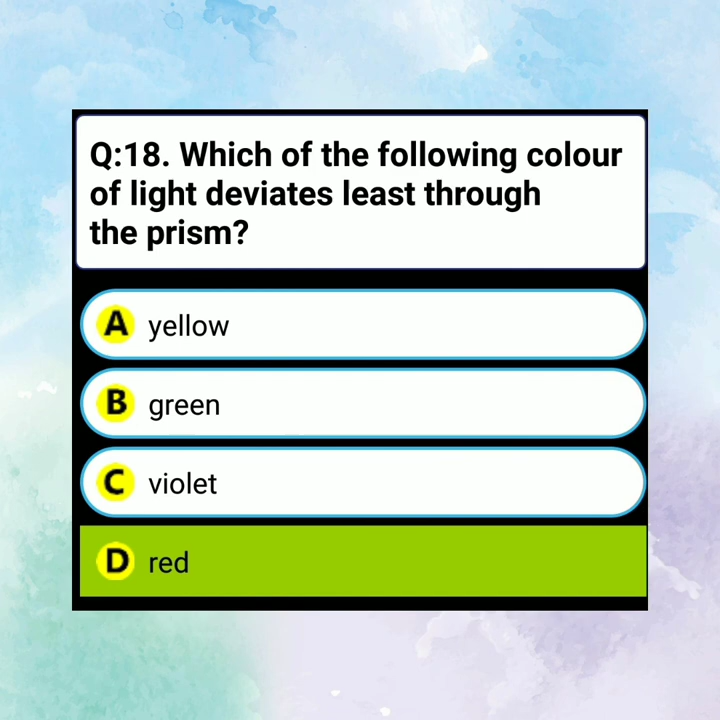 Q:18. Which of the following colour
of light deviates least through
the prism?
A yellow
B green
C violet
D red